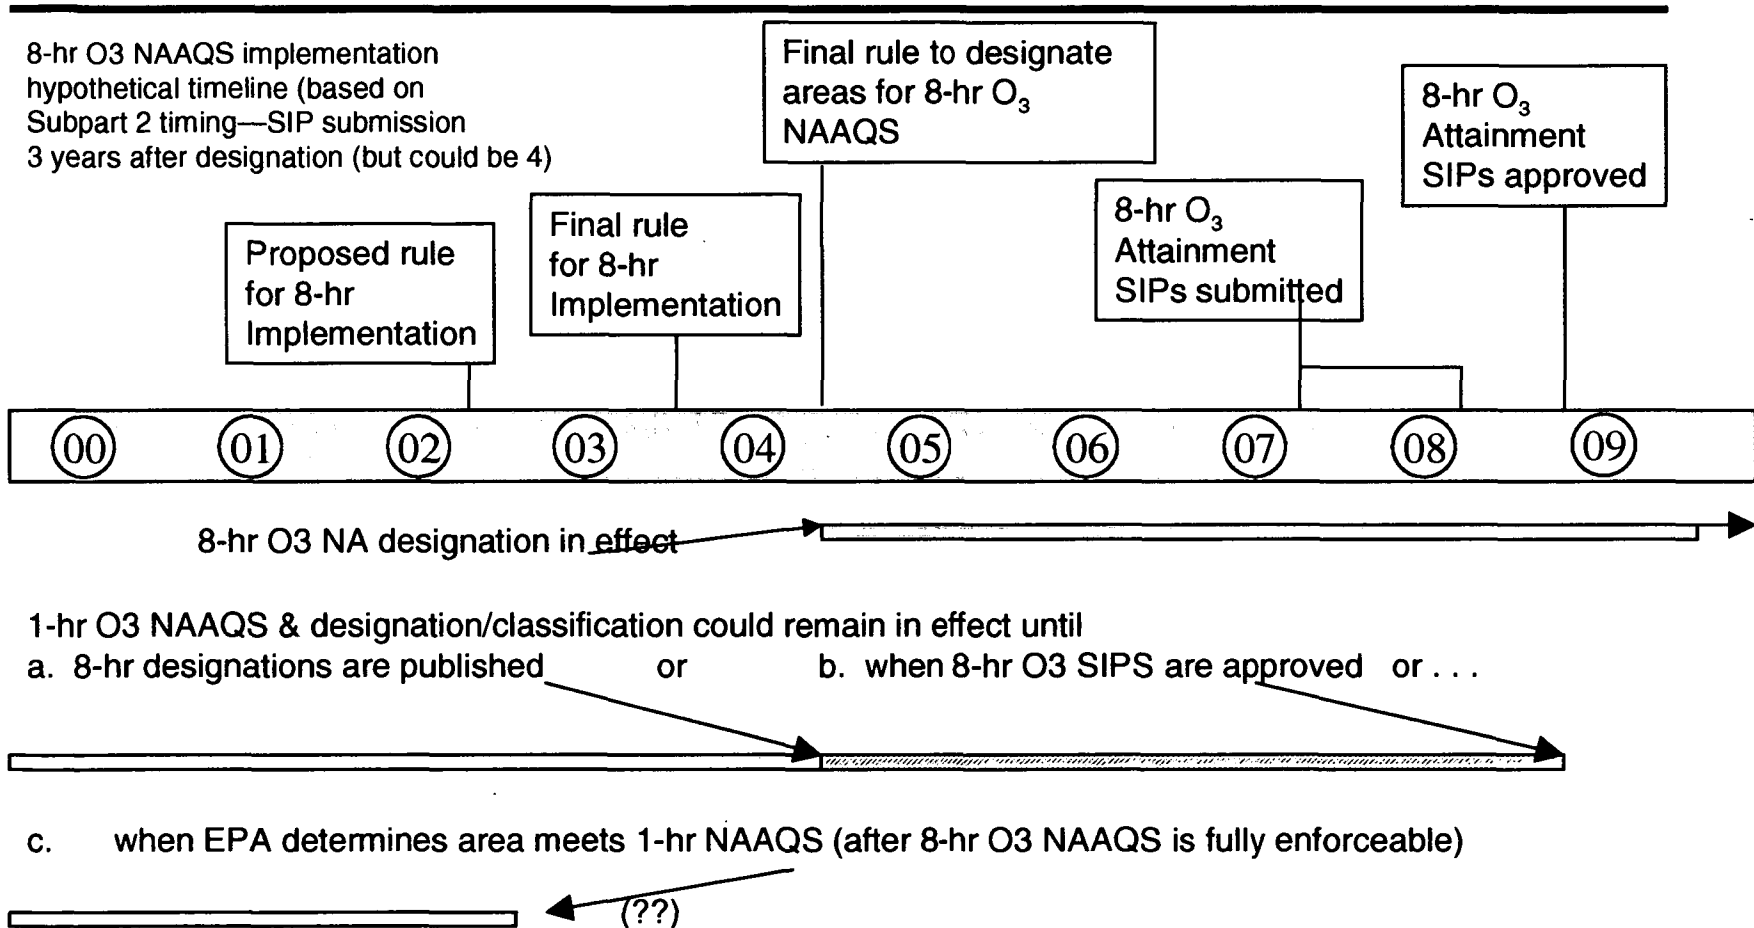 8-hr O3 NAAQS implementation
hypothetical timeline (based on
Subpart 2 timing—SIP submission
3 years after designation (but could be 4)
Proposed rule
for 8-hr
Implementation
Final rule
for 8-hr
Implementation
Final rule to designate
areas for 8-hr O₃
NAAQS
8-hr O₃
Attainment
SIPs submitted
8-hr O₃
Attainment
SIPs approved
00 01 02 03 04 05 06 07 08 09
8-hr O3 NA designation in effect
1-hr O3 NAAQS & designation/classification could remain in effect until
a. 8-hr designations are published or b. when 8-hr O3 SIPS are approved or . . .
c. when EPA determines area meets 1-hr NAAQS (after 8-hr O3 NAAQS is fully enforceable)
(??)